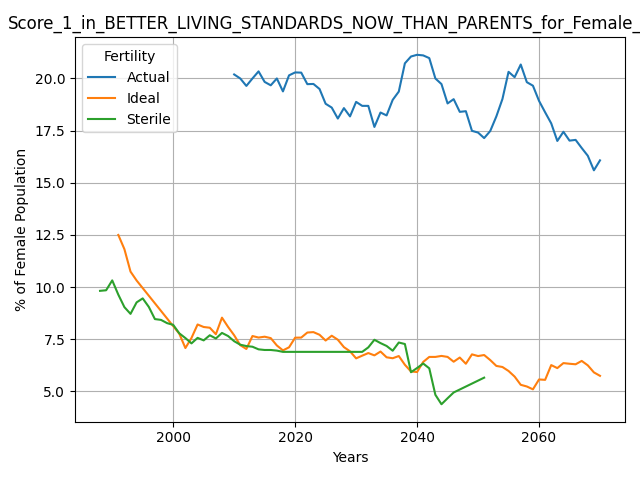 Score_1_in_BETTER_LIVING_STANDARDS_NOW_THAN_PARENTS_for_Female_
Fertility
Actual
Ideal
Sterile
20.0
17.5
15.0
12.5
10.0
7.5
5.0
% of Female Population
2000
2020
2040
2060
Years